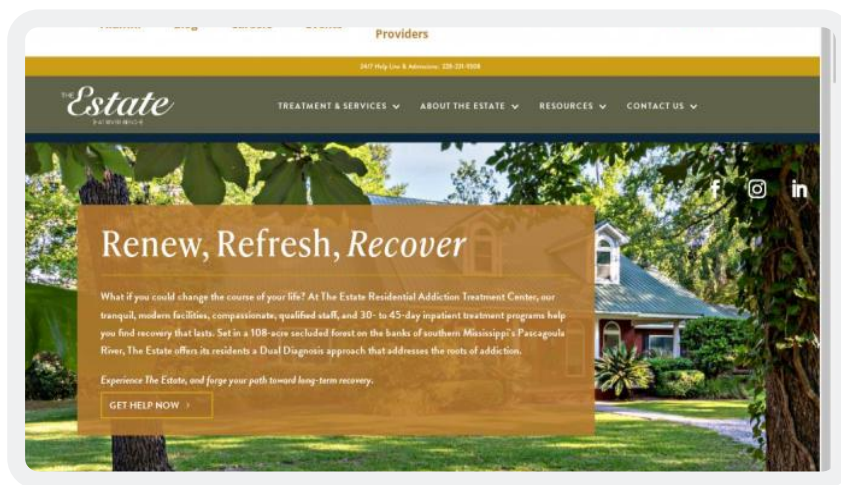 Providers
24/7 Help Line & Admissions: 228-231-9508
THE
Estate
TREATMENT & SERVICES
ABOUT THE ESTATE
RESOURCES
CONTACT US
f
in
Renew, Refresh, Recover
What if you could change the course of your life? At The Estate Residential Addiction Treatment Center, our
tranquil, modern facilities, compassionate, qualified staff, and 30- to 45-day inpatient treatment programs help
you find recovery that lasts. Set in a 108-acre secluded forest on the banks of southern Mississippi's Pascagoula
River, The Estate offers its residents a Dual Diagnosis approach that addresses the roots of addiction.
Experience The Estate, and forge your path toward long-term recovery.
GET HELP NOW